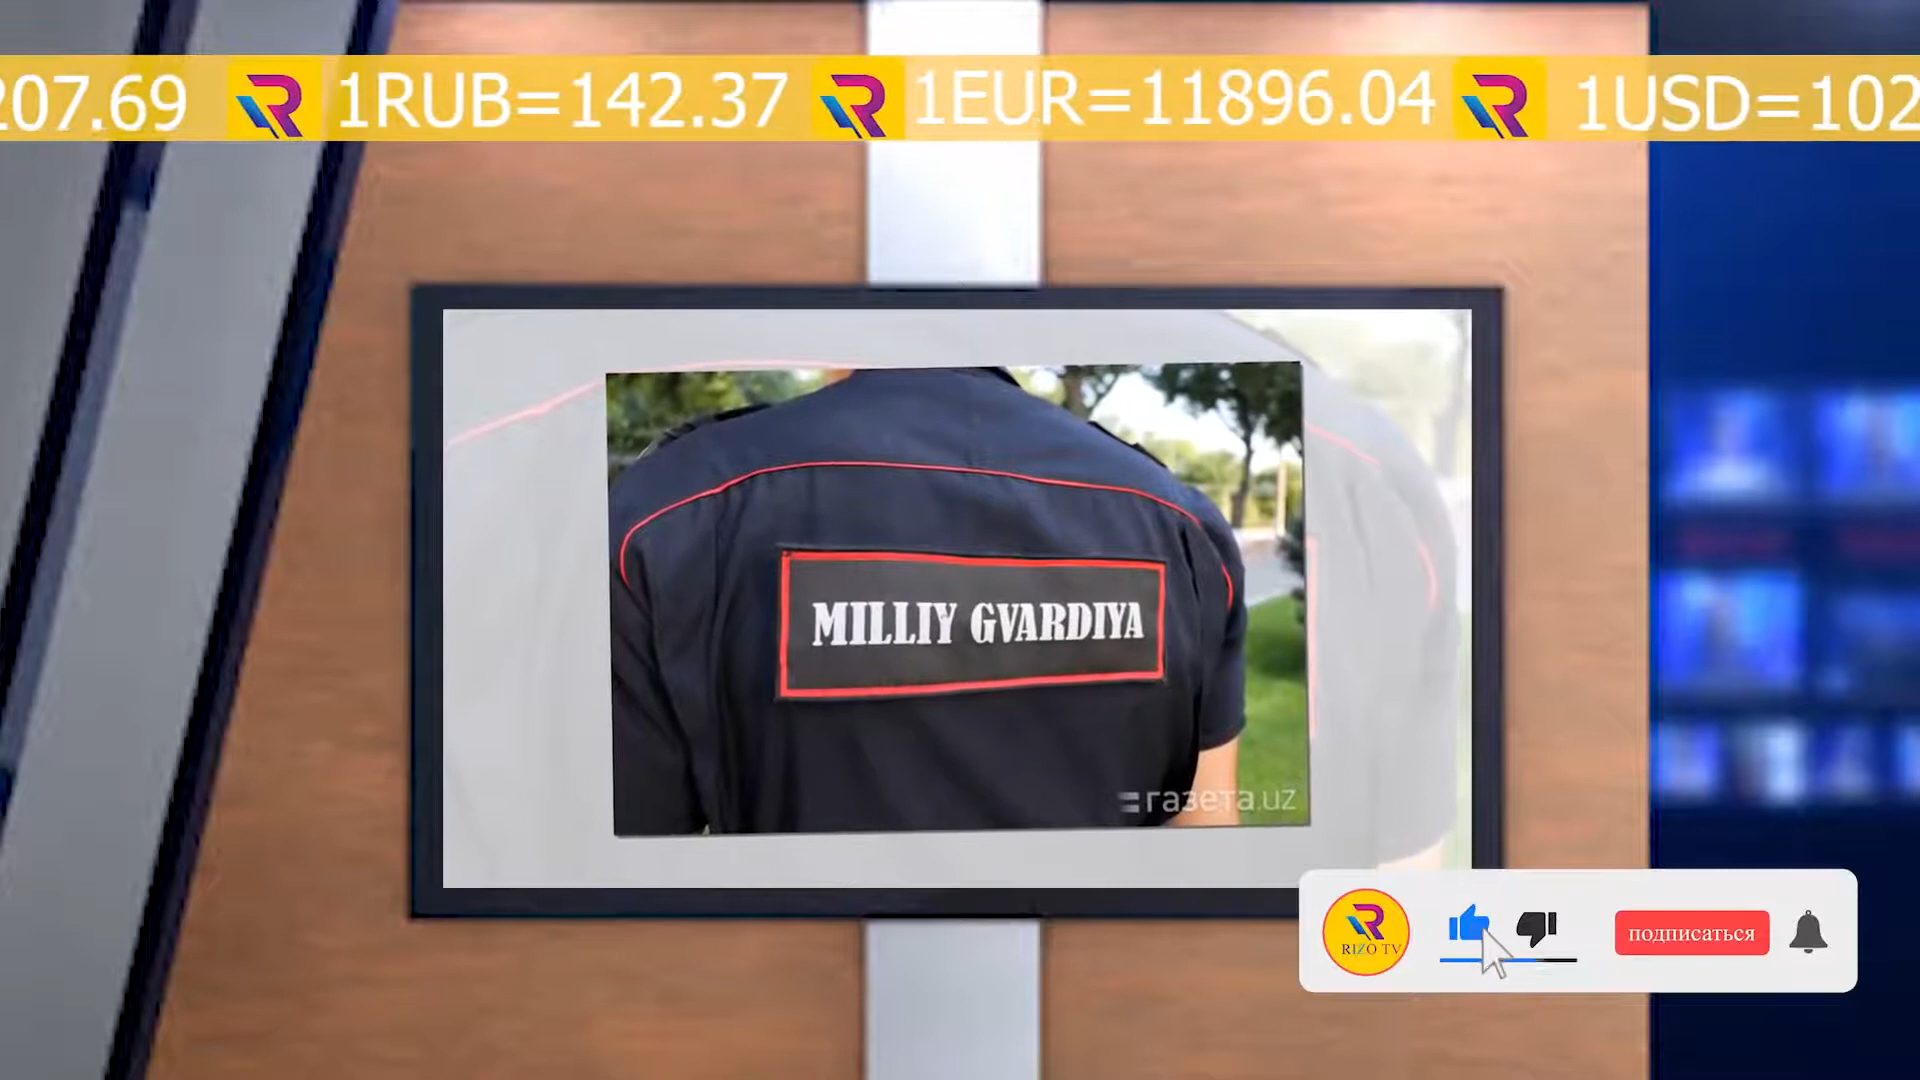 207.69 1RUB=142.37 1EUR=11896.04 1USD=102
MILLIY GVARDIYA
газета.uz
RIZO TV
подписаться